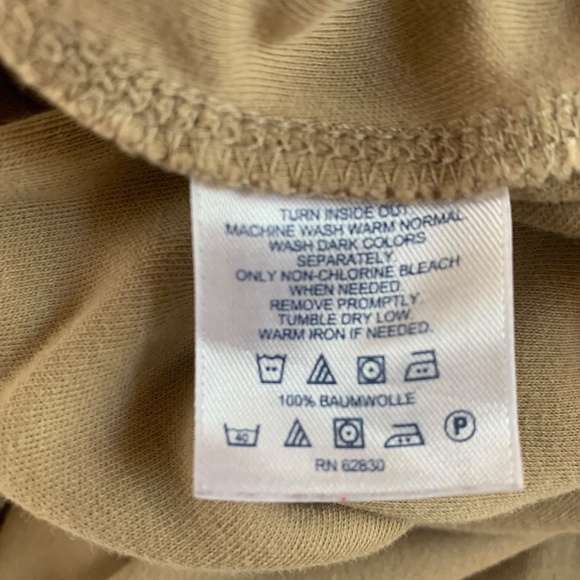 TURN INSIDE OUT.
MACHINE WASH WARM NORMAL
WASH DARK COLORS
SEPARATELY.
ONLY NON-CHLORINE BLEACH
WHEN NEEDED.
REMOVE PROMPTLY.
TUMBLE DRY LOW.
WARM IRON IF NEEDED.
100% BAUMWOLLE
40 P
RN 62830